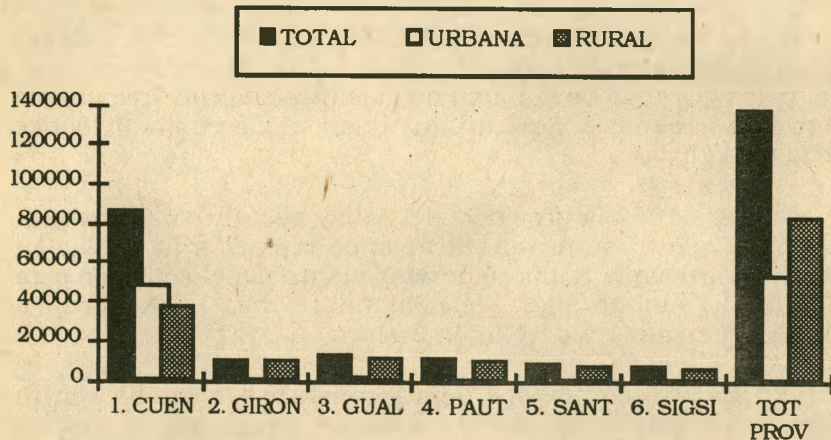 TOTAL URBANA RURAL
140000
120000
100000
80000
60000
40000
20000
0
1. CUEN 2. GIRON 3. GUAL 4. PAUT 5. SANT 6. SIGSI TOT
PROV